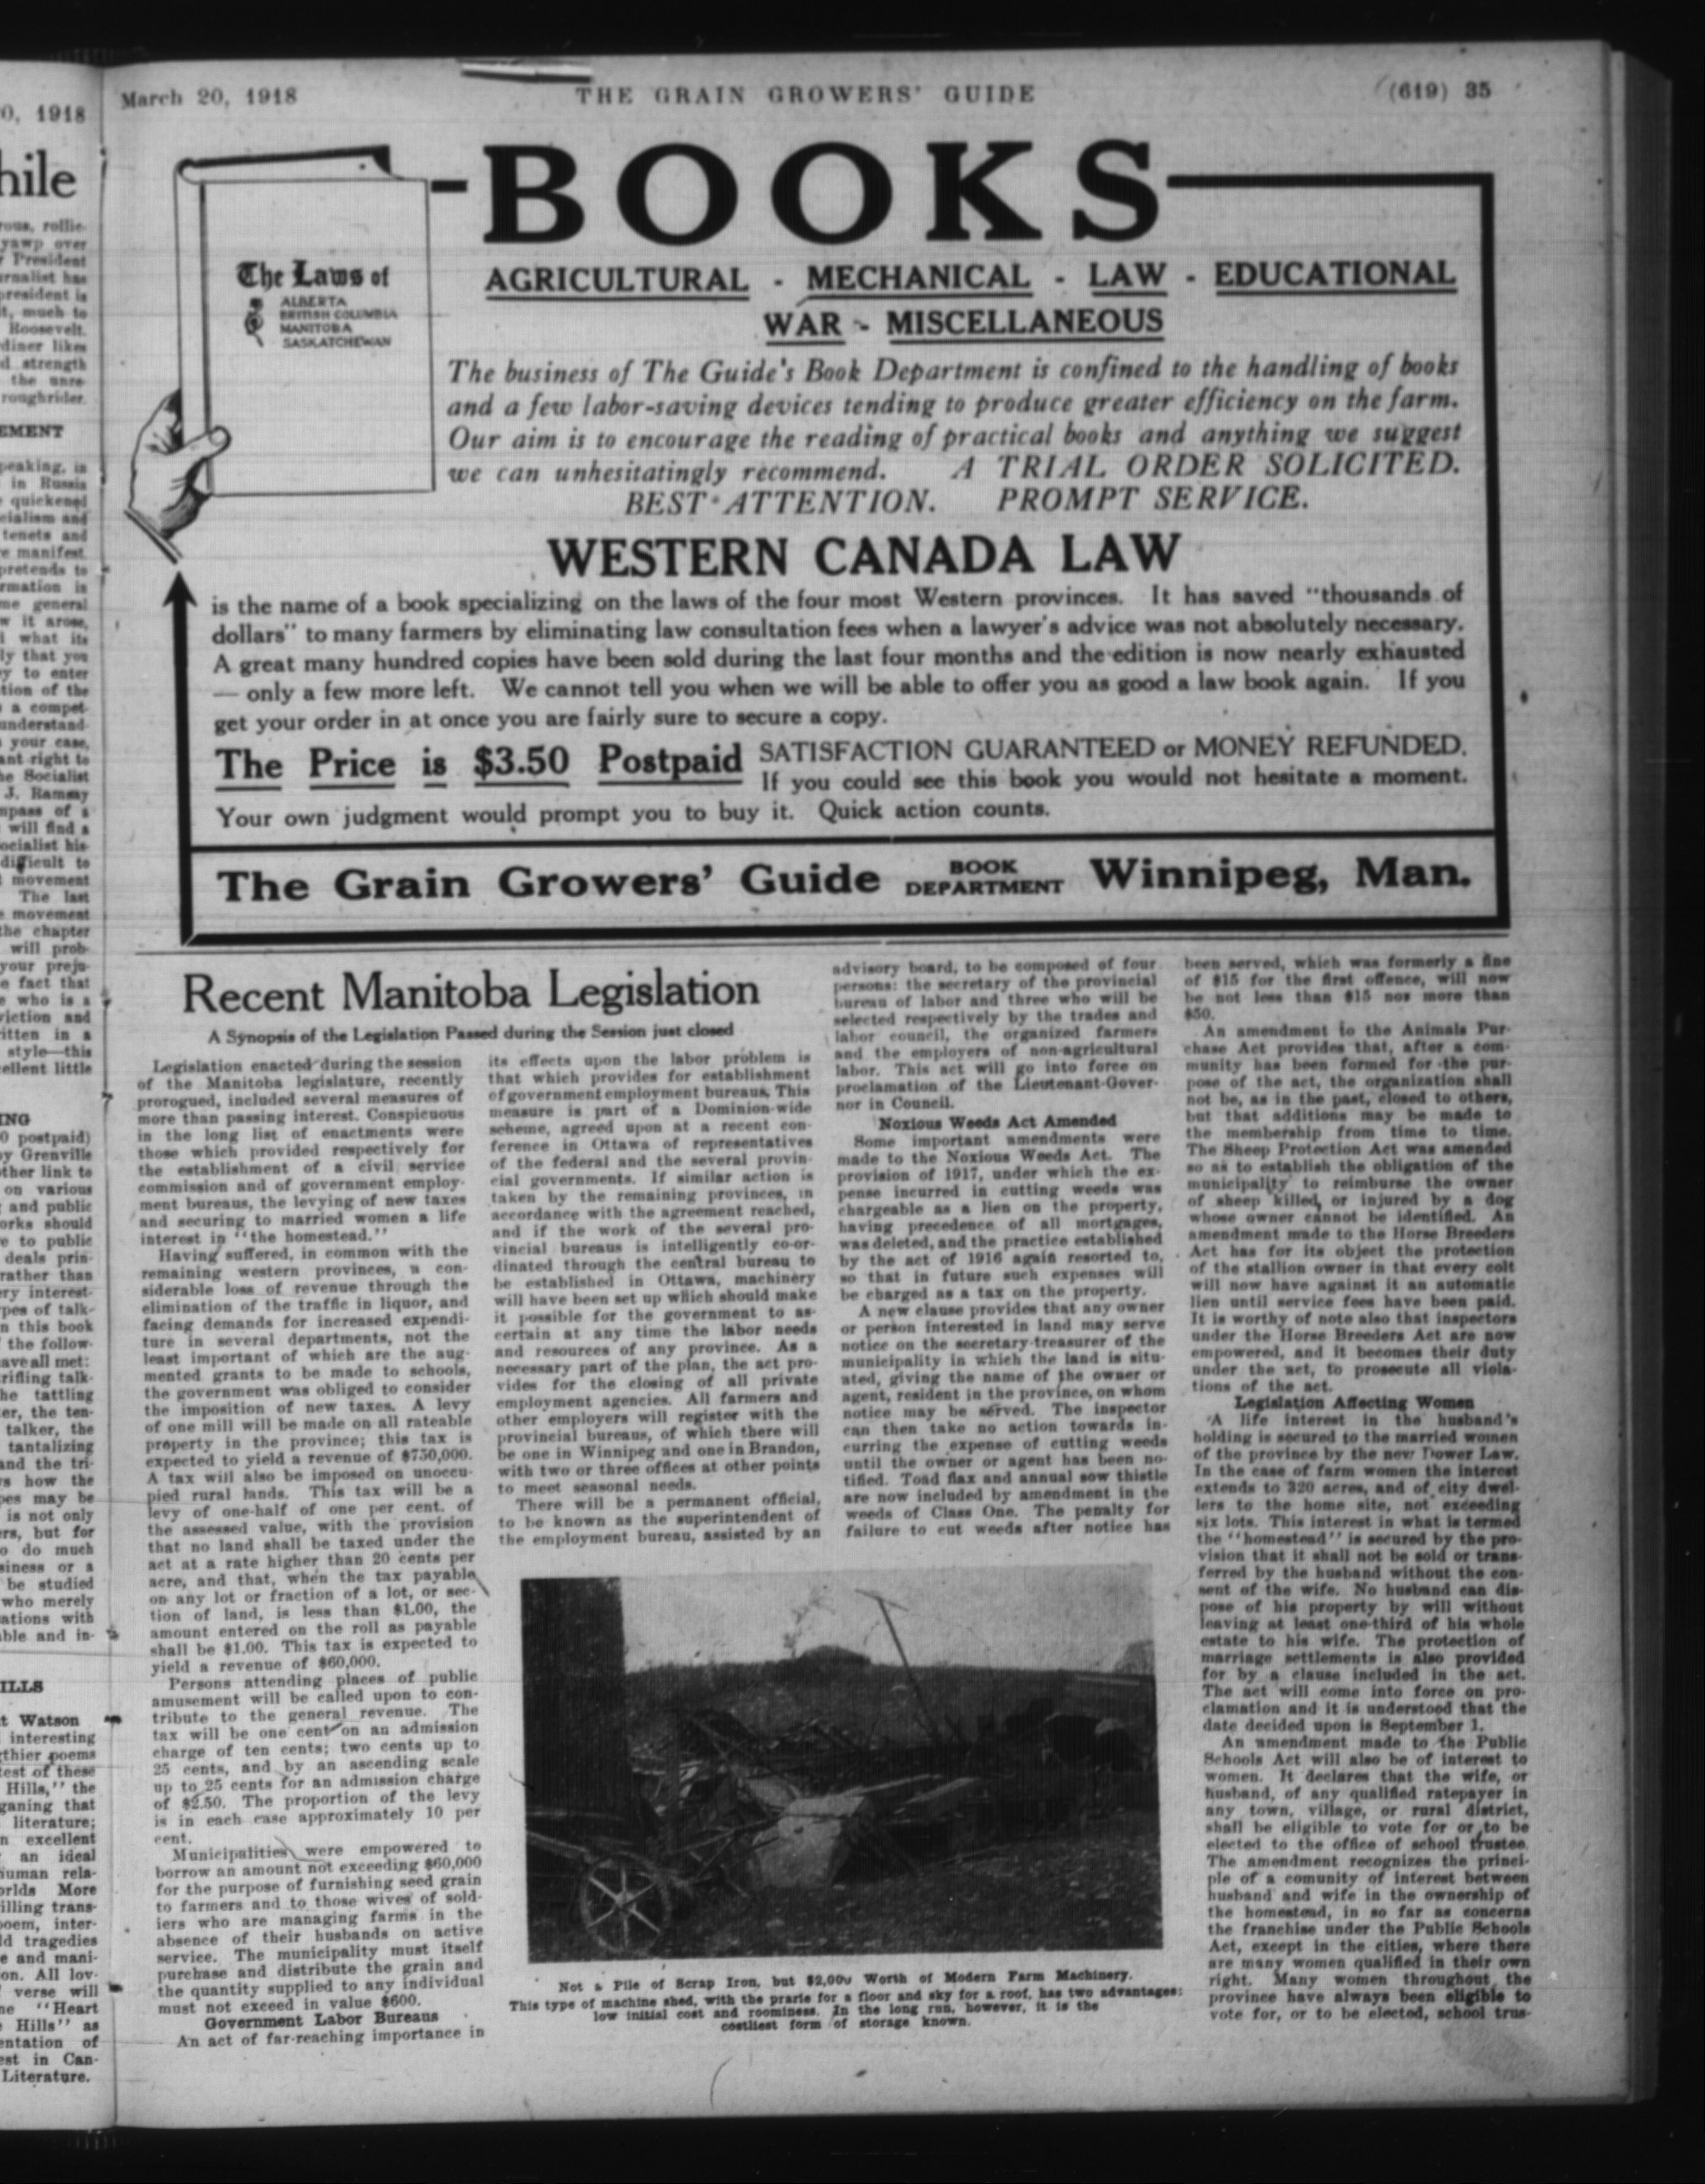 March 20, 1918
THE GRAIN GROWERS' GUIDE
(619) 35
BOOKS
The Laws of
ALBERTA
BRITISH COLUMBIA
MANITOBA
SASKATCHEWAN
AGRICULTURAL - MECHANICAL - LAW - EDUCATIONAL
WAR - MISCELLANEOUS
The business of The Guide's Book Department is confined to the handling of books
and a few labor-saving devices tending to produce greater efficiency on the farm.
Our aim is to encourage the reading of practical books and anything we suggest
we can unhesitatingly recommend. A TRIAL ORDER SOLICITED.
BEST ATTENTION. PROMPT SERVICE.
WESTERN CANADA LAW
is the name of a book specializing on the laws of the four most Western provinces. It has saved "thousands of
dollars" to many farmers by eliminating law consultation fees when a lawyer's advice was not absolutely necessary.
A great many hundred copies have been sold during the last four months and the edition is now nearly exhausted
— only a few more left. We cannot tell you when we will be able to offer you as good a law book again. If you
get your order in at once you are fairly sure to secure a copy.
The Price is $3.50 Postpaid SATISFACTION GUARANTEED or MONEY REFUNDED.
If you could see this book you would not hesitate a moment.
Your own judgment would prompt you to buy it. Quick action counts.
The Grain Growers' Guide BOOK DEPARTMENT Winnipeg, Man.
Recent Manitoba Legislation
A Synopsis of the Legislation Passed during the Session just closed
Legislation enacted during the session
of the Manitoba legislature, recently
prorogued, included several measures of
more than passing interest. Conspicuous
in the long list of enactments were
those which provided respectively for
the establishment of a civil service
commission and of government employ-
ment bureaus, the levying of new taxes
and securing to married women a life
interest in "the homestead."
Having suffered, in common with the
remaining western provinces, a con-
siderable loss of revenue through the
elimination of the traffic in liquor, and
facing demands for increased expendi-
ture in several departments, not the
least important of which are the aug-
mented grants to be made to schools,
the government was obliged to consider
the imposition of new taxes. A levy
of one mill will be made on all rateable
property in the province; this tax is
expected to yield a revenue of $750,000.
A tax will also be imposed on unoccu-
pied rural lands. This tax will be a
levy of one-half of one per cent. of
the assessed value, with the provision
that no land shall be taxed under the
act at a rate higher than 20 cents per
acre, and that, when the tax payable
on any lot or fraction of a lot, or sec-
tion of land, is less than $1.00, the
amount entered on the roll as payable
shall be $1.00. This tax is expected to
yield a revenue of $60,000.
Persons attending places of public
amusement will be called upon to con-
tribute to the general revenue. The
tax will be one cent on an admission
charge of ten cents; two cents up to
25 cents, and by an ascending scale
up to 25 cents for an admission charge
of $2.50. The proportion of the levy
is in each case approximately 10 per
cent.
Municipalities were empowered to
borrow an amount not exceeding $60,000
for the purpose of furnishing seed grain
to farmers and to those wives of sold-
iers who are managing farms in the
absence of their husbands on active
service. The municipality must itself
purchase and distribute the grain and
the quantity supplied to any individual
must not exceed in value $600.
Government Labor Bureaus
An act of far-reaching importance in
its effects upon the labor problem is
that which provides for establishment
of government employment bureaus. This
measure is part of a Dominion-wide
scheme, agreed upon at a recent con-
ference in Ottawa of representatives
of the federal and the several provin-
cial governments. If similar action is
taken by the remaining provinces, in
accordance with the agreement reached,
and if the work of the several pro-
vincial bureaus is intelligently co-or-
dinated through the central bureau to
be established in Ottawa, machinery
will have been set up which should make
it possible for the government to as-
certain at any time the labor needs
and resources of any province. As a
necessary part of the plan, the act pro-
vides for the closing of all private
employment agencies. All farmers and
other employers will register with the
provincial bureaus, of which there will
be one in Winnipeg and one in Brandon,
with two or three offices at other points
to meet seasonal needs.
There will be a permanent official,
to be known as the superintendent of
the employment bureau, assisted by an
advisory board, to be composed of four
persons: the secretary of the provincial
bureau of labor and three who will be
selected respectively by the trades and
labor council, the organized farmers
and the employers of non-agricultural
labor. This act will go into force on
proclamation of the Lieutenant-Gover-
nor in Council.
Noxious Weeds Act Amended
Some important amendments were
made to the Noxious Weeds Act. The
provision of 1917, under which the ex-
pense incurred in cutting weeds was
chargeable as a lien on the property,
having precedence of all mortgages,
was deleted, and the practice established
by the act of 1916 again resorted to,
so that in future such expenses will
be charged as a tax on the property.
A new clause provides that any owner
or person interested in land may serve
notice on the secretary-treasurer of the
municipality in which the land is situ-
ated, giving the name of the owner or
agent, resident in the province, on whom
notice may be served. The inspector
can then take no action towards in-
curring the expense of cutting weeds
until the owner or agent has been no-
tified. Toad flax and annual sow thistle
are now included by amendment in the
weeds of Class One. The penalty for
failure to cut weeds after notice has
been served, which was formerly a fine
of $15 for the first offence, will now
be not less than $15 nor more than
$50.
An amendment to the Animals Pur-
chase Act provides that, after a com-
munity has been formed for the pur-
pose of the act, the organization shall
not be, as in the past, closed to others,
but that additions may be made to
the membership from time to time.
The Sheep Protection Act was amended
so as to establish the obligation of the
municipality to reimburse the owner
of sheep killed, or injured by a dog
whose owner cannot be identified. An
amendment made to the Horse Breeders
Act has for its object the protection
of the stallion owner in that every colt
will now have against it an automatic
lien until service fees have been paid.
It is worthy of note also that inspectors
under the Horse Breeders Act are now
empowered, and it becomes their duty
under the act, to prosecute all viola-
tions of the act.
Legislation Affecting Women
A life interest in the husband's
holding is secured to the married women
of the province by the new Dower Law.
In the case of farm women the interest
extends to 320 acres, and of city dwel-
lers to the home site, not exceeding
six lots. This interest in what is termed
the "homestead" is secured by the pro-
vision that it shall not be sold or trans-
ferred by the husband without the con-
sent of the wife. No husband can dis-
pose of his property by will without
leaving at least one-third of his whole
estate to his wife. The protection of
marriage settlements is also provided
for by a clause included in the act.
The act will come into force on pro-
clamation and it is understood that the
date decided upon is September 1.
An amendment made to the Public
Schools Act will also be of interest to
women. It declares that the wife, or
husband, of any qualified ratepayer in
any town, village, or rural district,
shall be eligible to vote for or to be
elected to the office of school trustee.
The amendment recognizes the princi-
ple of a comunity of interest between
husband and wife in the ownership of
the homestead, in so far as concerns
the franchise under the Public Schools
Act, except in the cities, where there
are many women qualified in their own
right. Many women throughout the
province have always been eligible to
vote for, or to be elected, school trus-
Not a Pile of Scrap Iron, but $2,000 Worth of Modern Farm Machinery.
This type of machine shed, with the prarie for a floor and sky for a roof, has two advantages:
low initial cost and roominess. In the long run, however, it is the
costliest form of storage known.